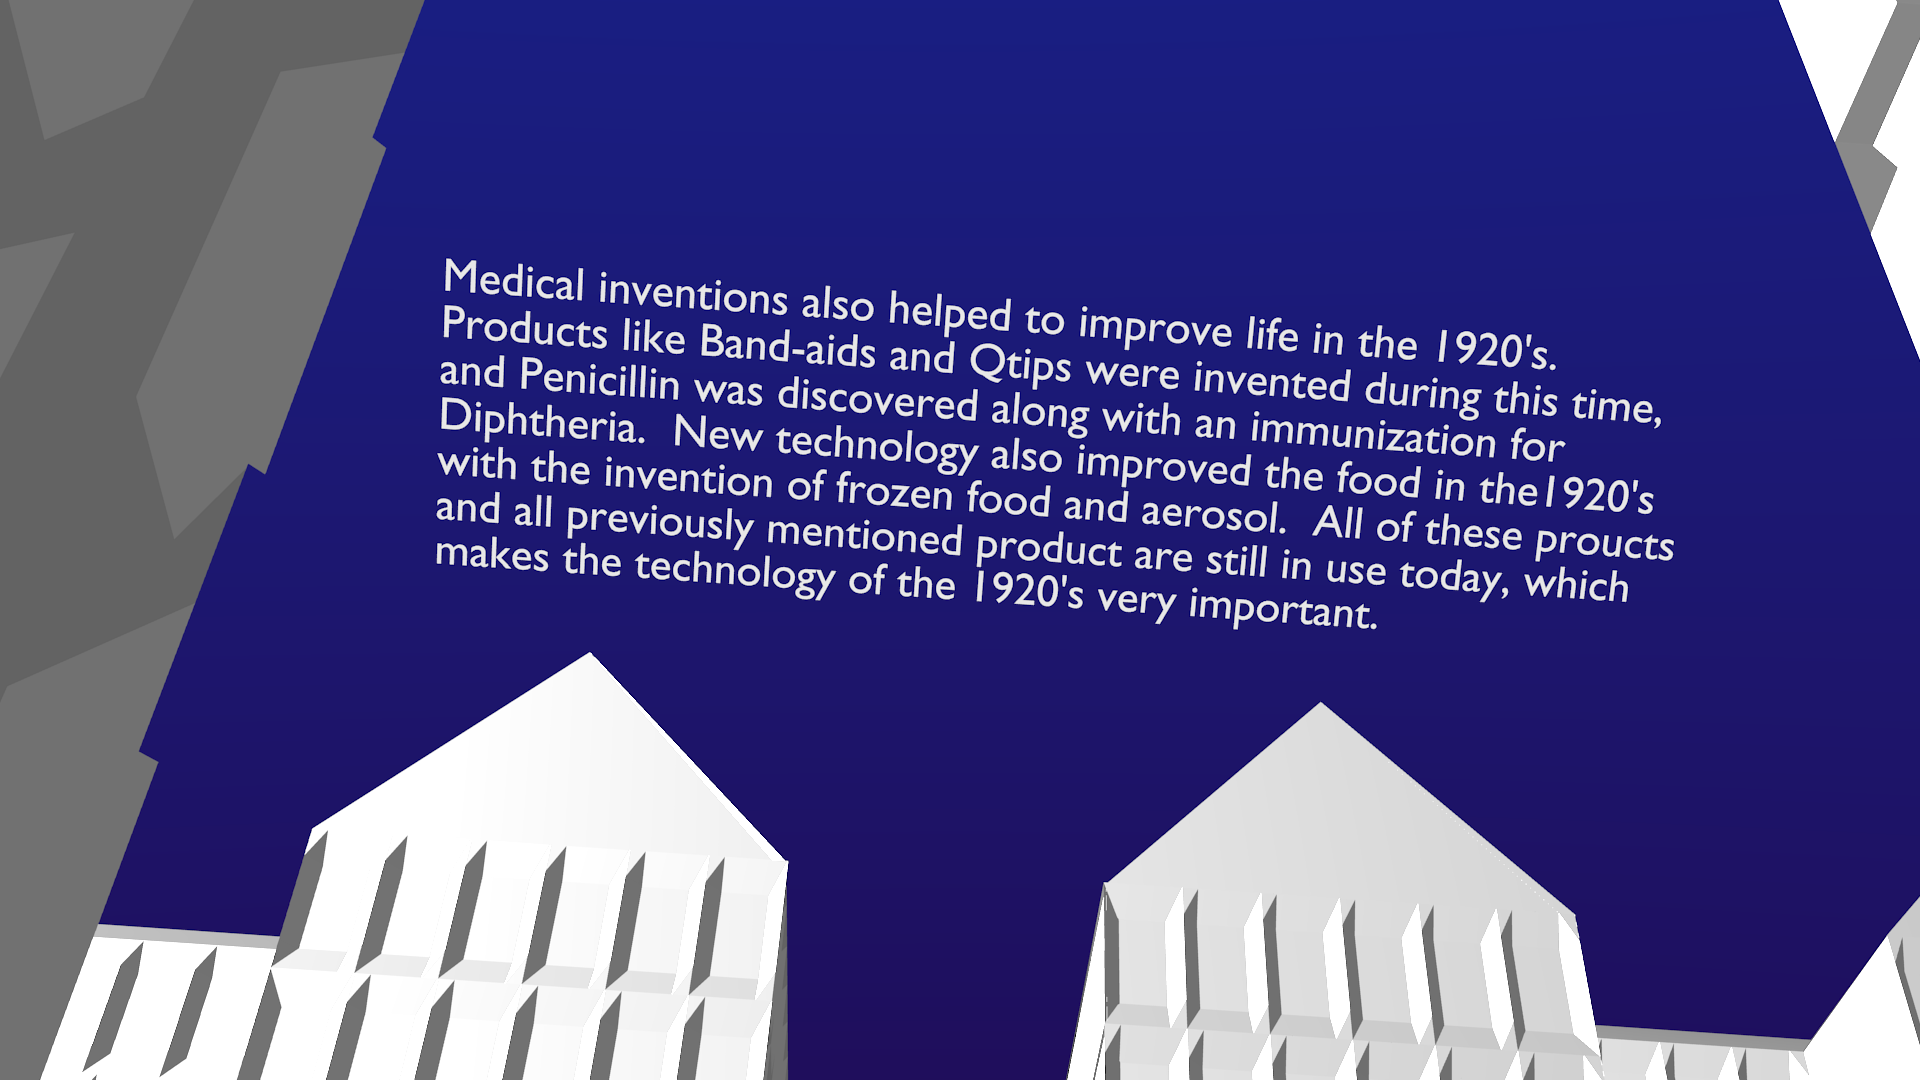 Medical inventions also helped to improve life in the 1920's.
Products like Band-aids and Qtips were invented during this time,
and Penicillin was discovered along with an immunization for
Diphtheria.  New technology also improved the food in the1920's
with the invention of frozen food and aerosol.  All of these proucts
and all previously mentioned product are still in use today, which
makes the technology of the 1920's very important.